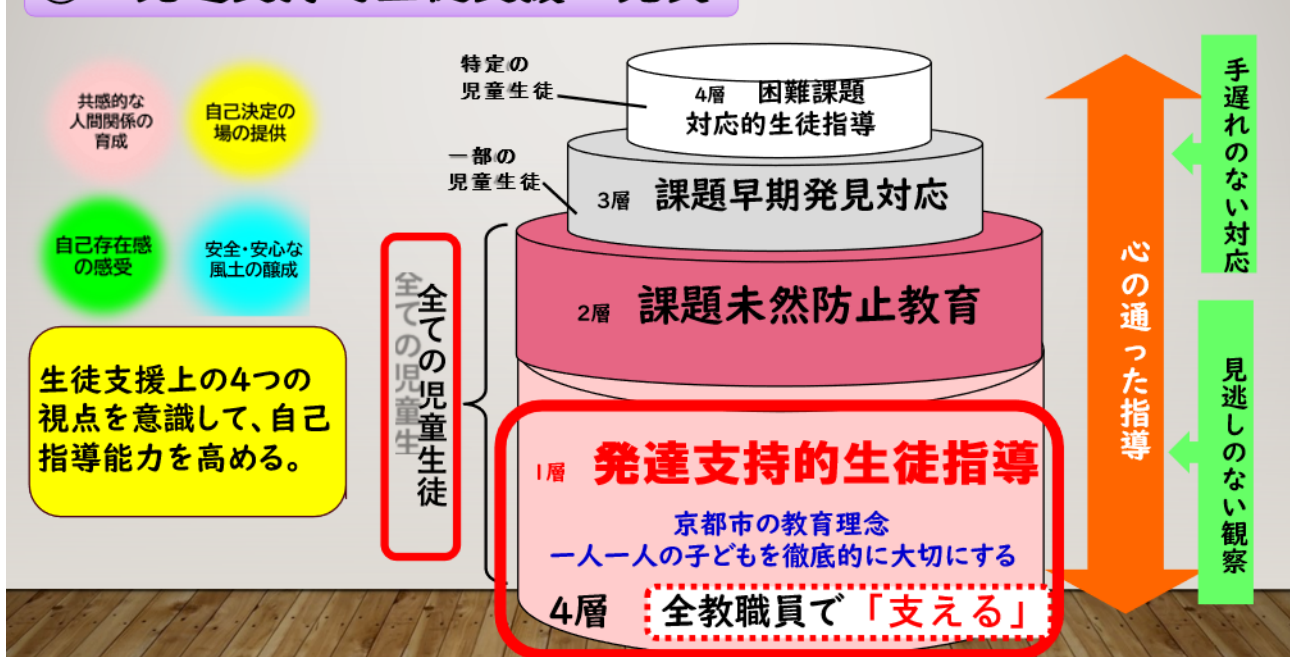 共感的な
人間関係の
育成
自己決定の
場の提供
自己存在感
の感受
安全・安心な
風土の醸成
生徒支援上の4つの
視点を意識して、自己
指導能力を高める。
特定の
児童生徒
一部の
児童生徒
全ての児童生徒
全ての児童生
4層 困難課題
対応的生徒指導
3層 課題早期発見対応
2層 課題未然防止教育
1層 発達支持的生徒指導
京都市の教育理念
一人一人の子どもを徹底的に大切にする
4層 全教職員で「支える」
心の通った指導
手遅れのない対応
見逃しのない観察